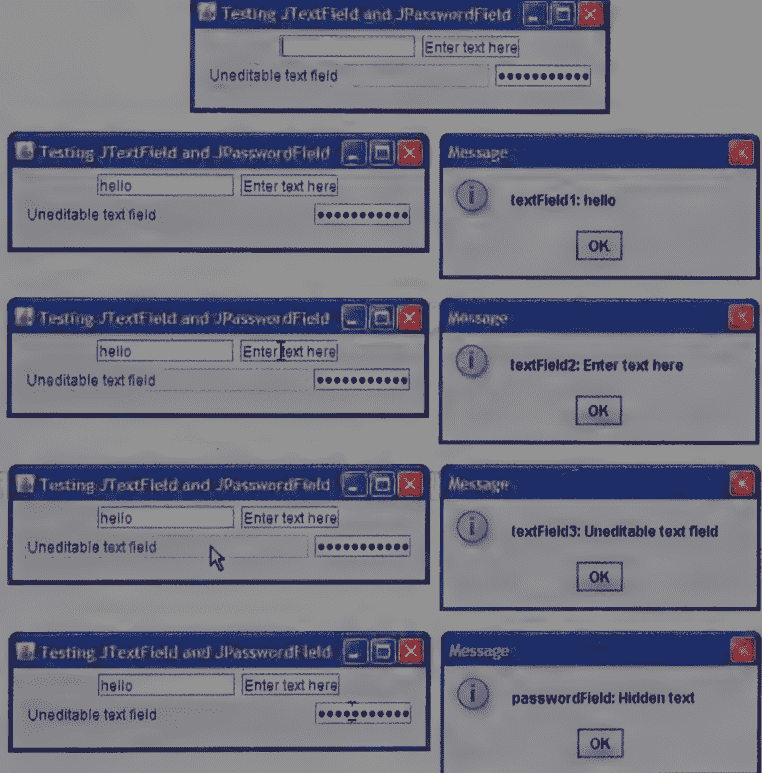 Testing JTextField and JPasswordField
Enter text here
Uneditable text field ●●●●●●●●●●●
Testing JTextField and JPasswordField
hello Enter text here
Uneditable text field ●●●●●●●●●●●
Message
textField1: hello
OK
Testing JTextField and JPasswordField
hello Enter text here
Uneditable text field ●●●●●●●●●●●
Message
textField2: Enter text here
OK
Testing JTextField and JPasswordField
hello Enter text here
Uneditable text field ●●●●●●●●●●●
Message
textField3: Uneditable text field
OK
Testing JTextField and JPasswordField
hello Enter text here
Uneditable text field ●●●●●●●●●●●
Message
passwordField: Hidden text
OK